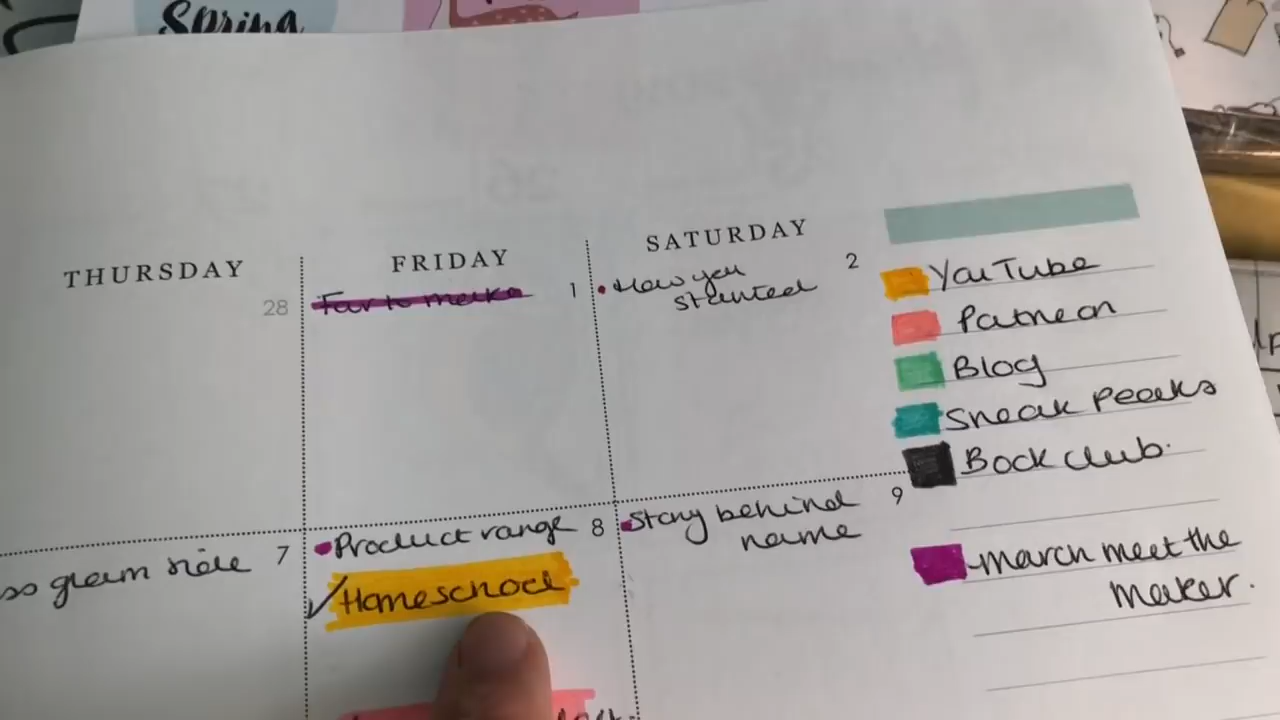 Spring
THURSDAY
28
FRIDAY
1
SATURDAY
2
• How you
started
YouTube
Patreon
Blog
Sneak Peeks
Book club.
March meet the
Maker.
7
• Product range
8
✓ Homeschool
• Story behind
name
9